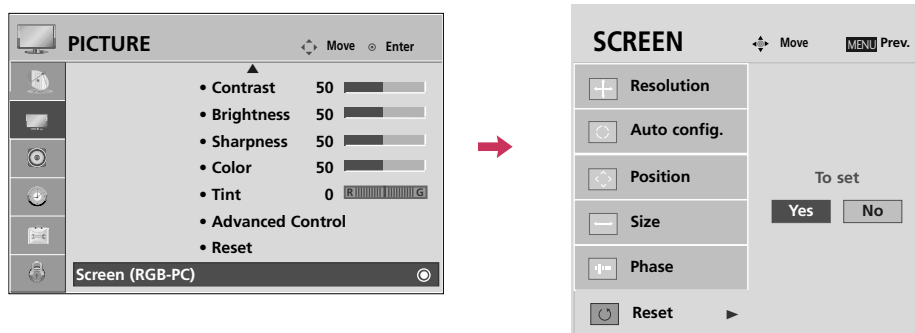 PICTURE
Move Enter
• Contrast 50
• Brightness 50
• Sharpness 50
• Color 50
• Tint 0 R G
• Advanced Control
• Reset
Screen (RGB-PC)
SCREEN
Move MENU Prev.
Resolution
Auto config.
Position
Size
Phase
Reset
To set
Yes No